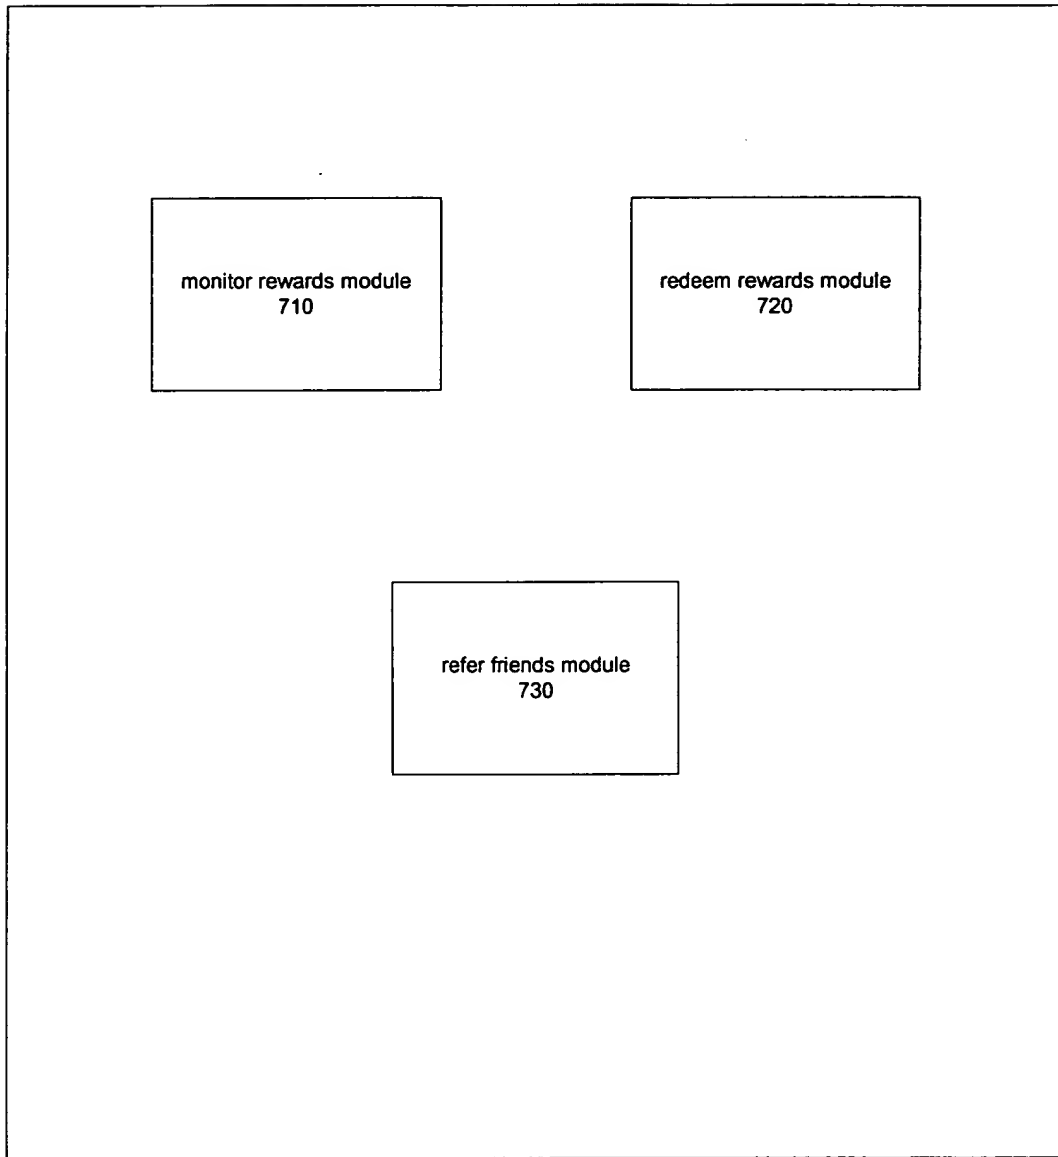 monitor rewards module
710
redeem rewards module
720
refer friends module
730